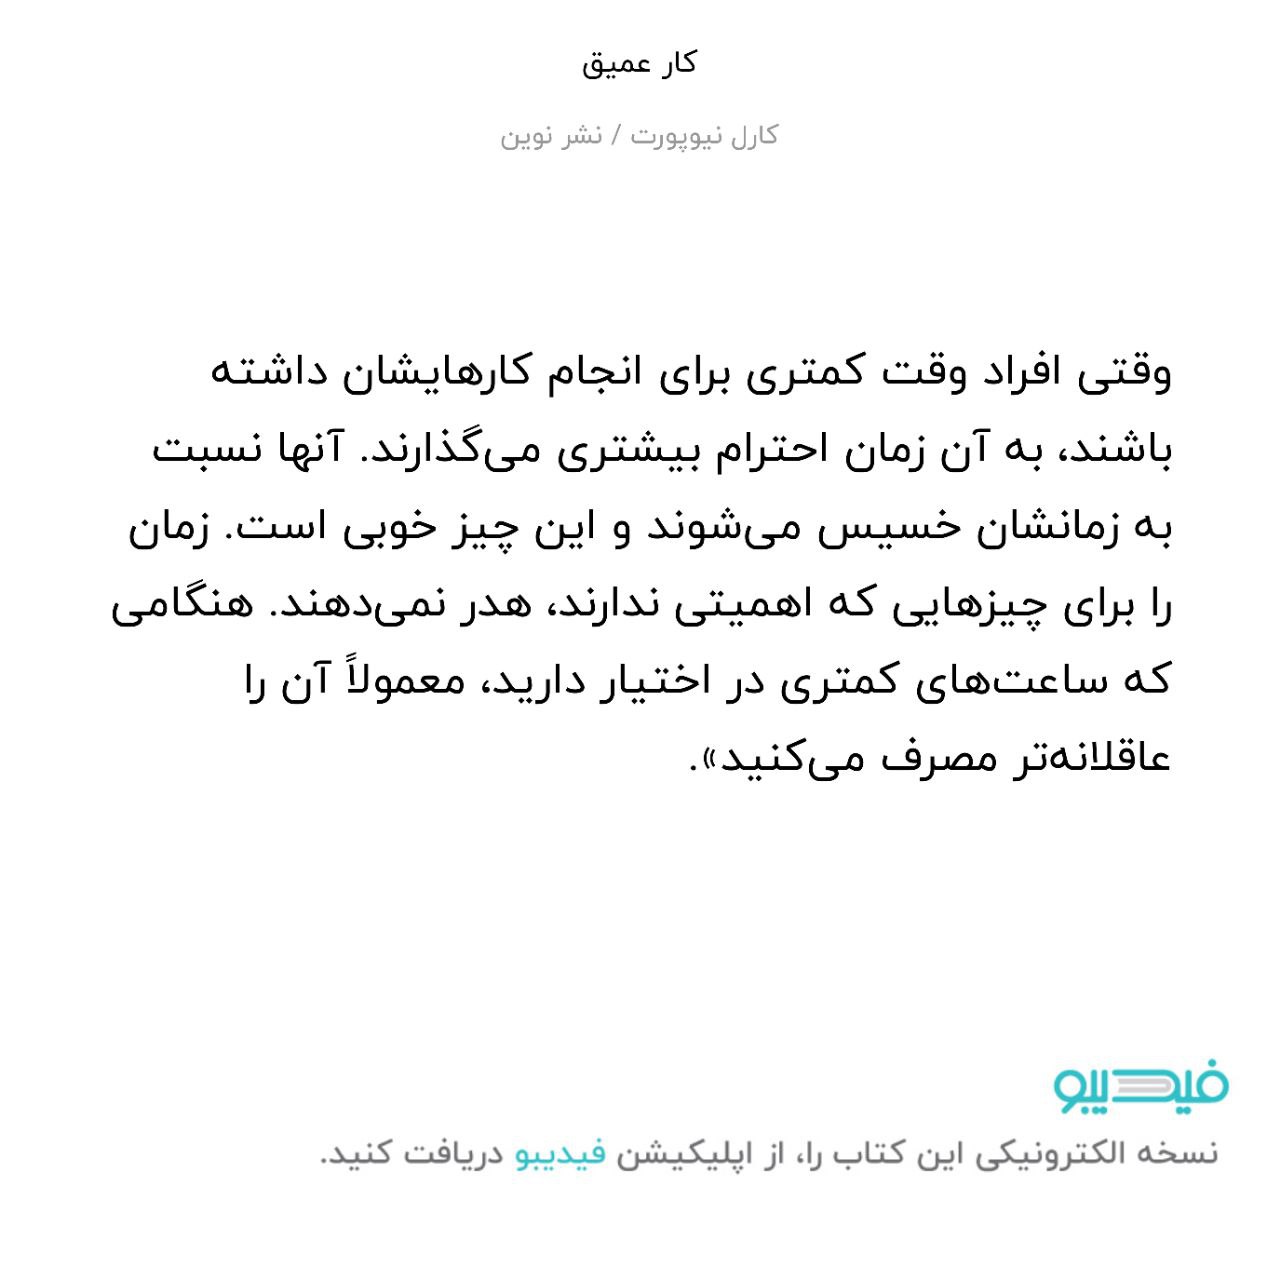 کار عمیق
کارل نیوپورت / نشر نوین
وقتی افراد وقت کمتری برای انجام کارهایشان داشته
باشند، به آن زمان احترام بیشتری می‌گذارند. آنها نسبت
به زمانشان خسیس می‌شوند و این چیز خوبی است. زمان
را برای چیزهایی که اهمیتی ندارند، هدر نمی‌دهند. هنگامی
که ساعت‌های کمتری در اختیار دارید، معمولاً آن را
عاقلانه‌تر مصرف می‌کنید».
فیدیبو
نسخه الکترونیکی این کتاب را، از اپلیکیشن فیدیبو دریافت کنید.